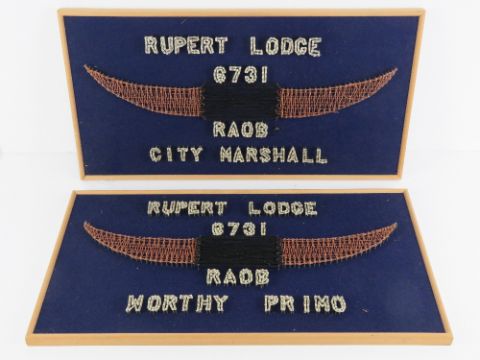 RUPERT LODGE
6731
RAOB
CITY MARSHALL
RUPERT LODGE
6731
RAOB
WORTHY PRIMO